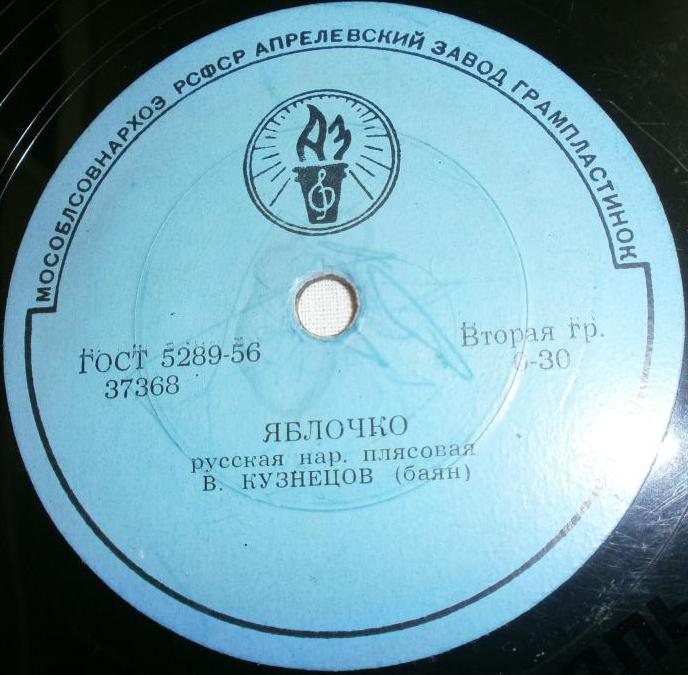 МОСОБЛСОВНАРХОЗ РСФСР АПРЕЛЕВСКИЙ ЗАВОД ГРАМПЛАСТИНОК
АЗ
ГОСТ 5289-56
37368
Вторая гр.
6-30
ЯБЛОЧКО
русская нар. плясовая
В. КУЗНЕЦОВ (баян)